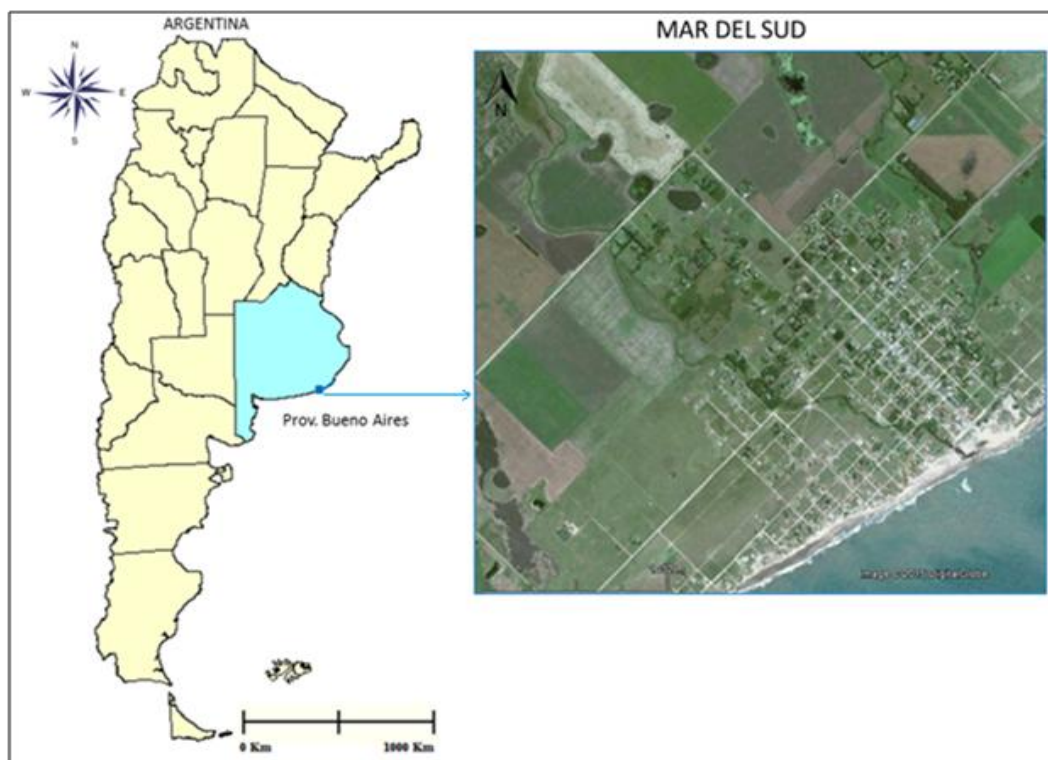 ARGENTINA
MAR DEL SUD
N
W
E
S
N
Prov. Bueno Aires
0 Km
1000 Km